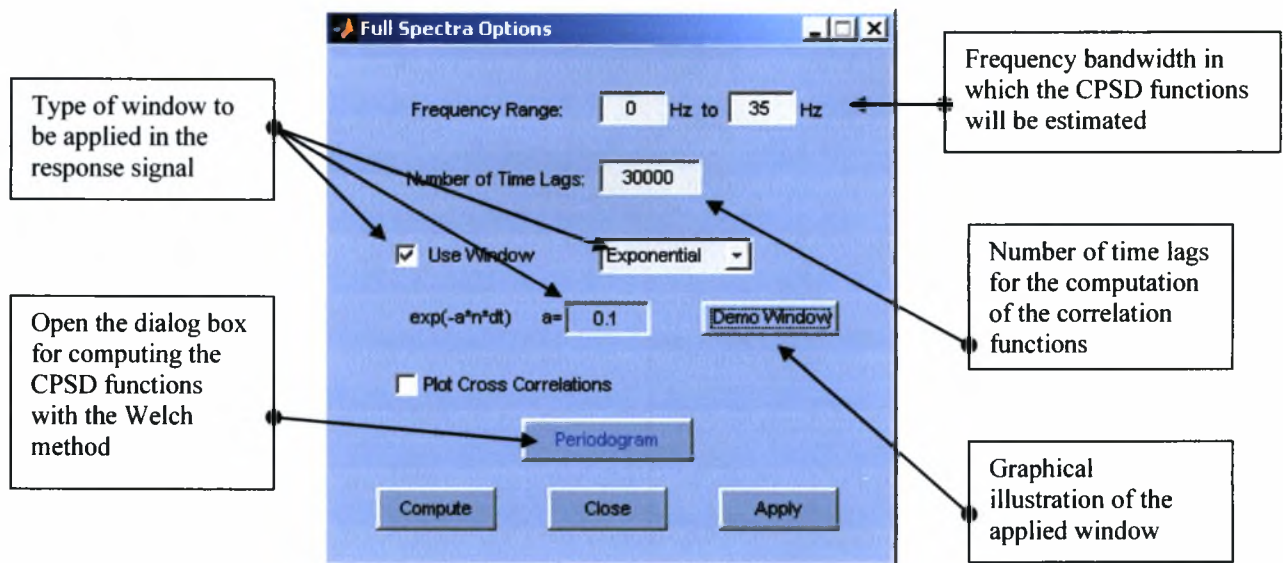 Full Spectra Options
Type of window to
be applied in the
response signal
Frequency Range: 0 Hz to 35 Hz
Frequency bandwidth in
which the CPSD functions
will be estimated
Number of Time Lags: 30000
Use Window Exponential
exp(-a*n*dt) a= 0.1 Demo Window
Number of time lags
for the computation
of the correlation
functions
Open the dialog box
for computing the
CPSD functions
with the Welch
method
Plot Cross Correlations
Periodogram
Compute Close Apply
Graphical
illustration of the
applied window